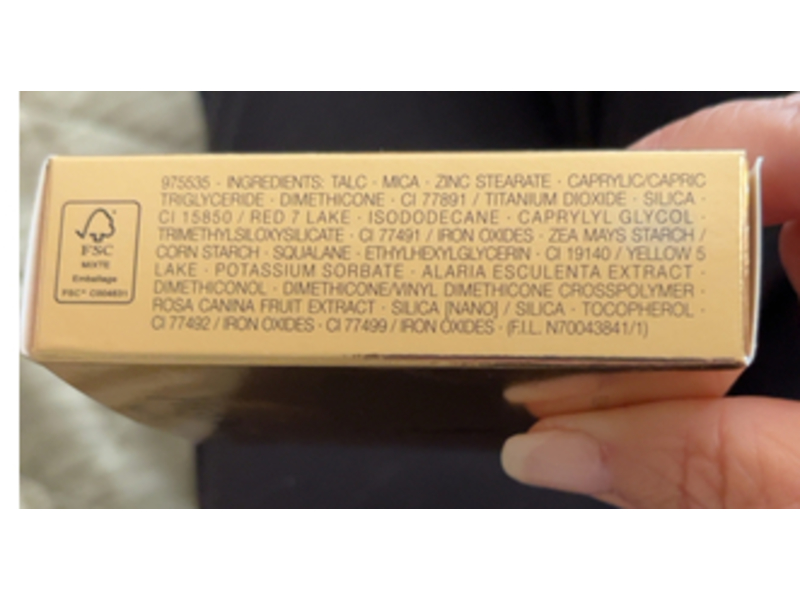 975535 · INGREDIENTS: TALC · MICA · ZINC STEARATE · CAPRYLIC/CAPRIC
TRIGLYCERIDE · DIMETHICONE · CI 77891 / TITANIUM DIOXIDE · SILICA ·
CI 15850 / RED 7 LAKE · ISODODECANE · CAPRYLYL GLYCOL ·
TRIMETHYLSILOXYSILICATE · CI 77491 / IRON OXIDES · ZEA MAYS STARCH /
CORN STARCH · SQUALANE · ETHYLHEXYLGLYCERIN · CI 19140 / YELLOW 5
LAKE · POTASSIUM SORBATE · ALARIA ESCULENTA EXTRACT ·
DIMETHICONOL · DIMETHICONE/VINYL DIMETHICONE CROSSPOLYMER ·
ROSA CANINA FRUIT EXTRACT · SILICA [NANO] / SILICA · TOCOPHEROL ·
CI 77492 / IRON OXIDES · CI 77499 / IRON OXIDES · (F.I.L. N70043841/1)
FSC
MIXTE
Emballage
FSC®